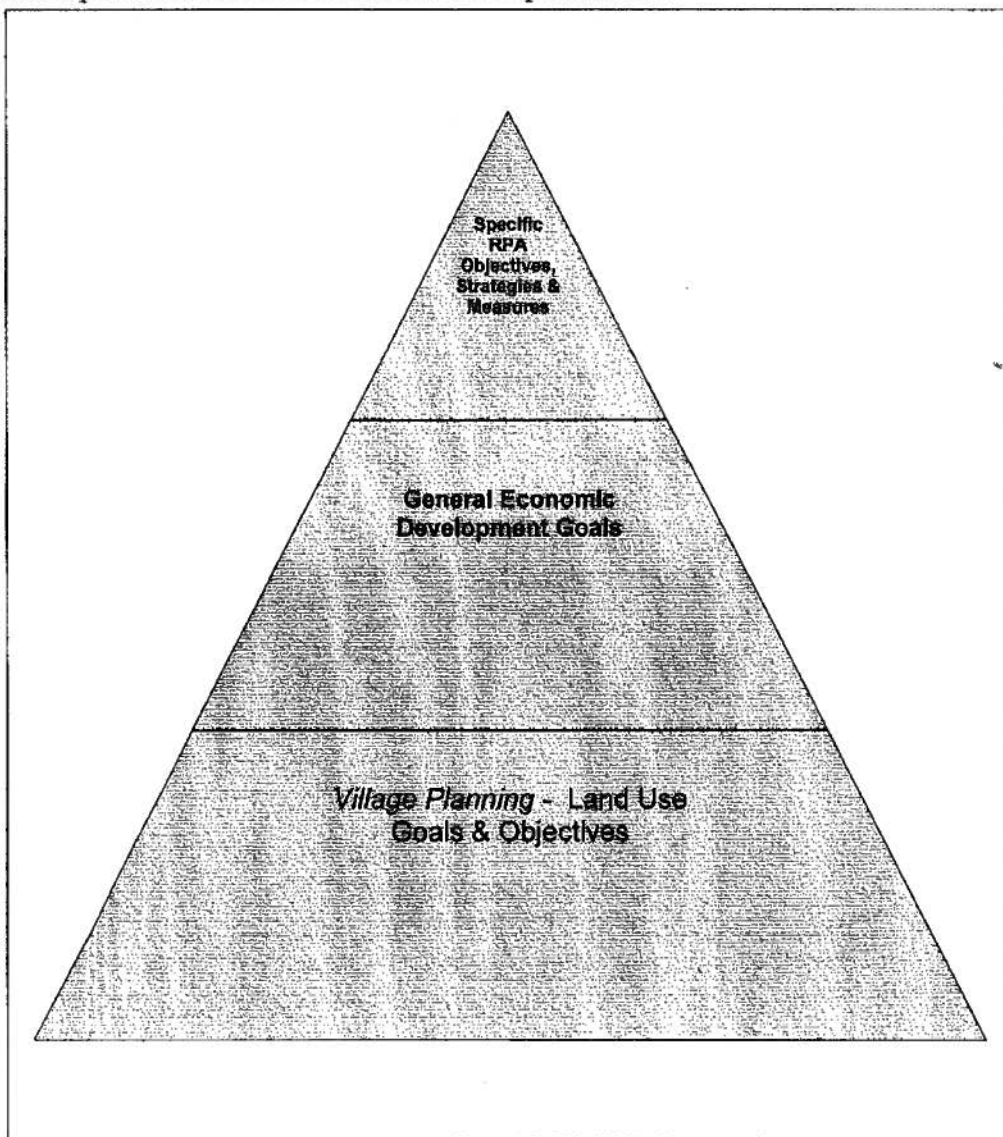 Specific
RPA
Objectives,
Strategies &
Measures
General Economic
Development Goals
Village Planning - Land Use
Goals & Objectives